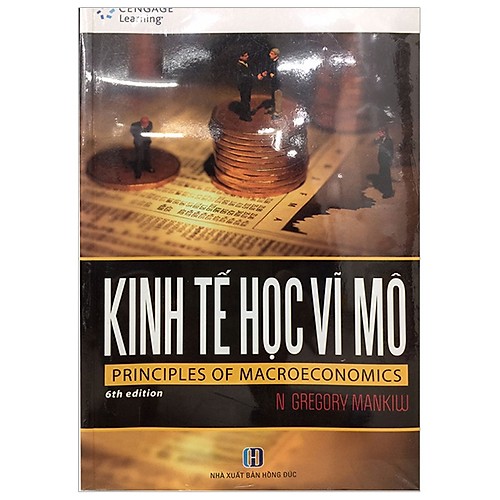 CENGAGE
Learning
KINH TẾ HỌC VĨ MÔ
PRINCIPLES OF MACROECONOMICS
6th edition
N GREGORY MANKIW
NHÀ XUẤT BẢN HỒNG ĐỨC